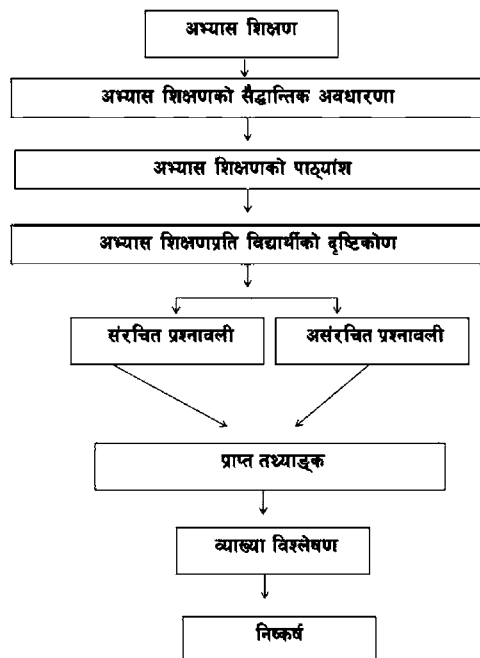 अभ्यास शिक्षण
अभ्यास शिक्षणको सैद्धान्तिक अवधारणा
अभ्यास शिक्षणको पाठ्यांश
अभ्यास शिक्षणप्रति विद्यार्थीको दृष्टिकोण
संरचित प्रश्नावली
असंरचित प्रश्नावली
प्राप्त तथ्याङ्क
व्याख्या विश्लेषण
निष्कर्ष